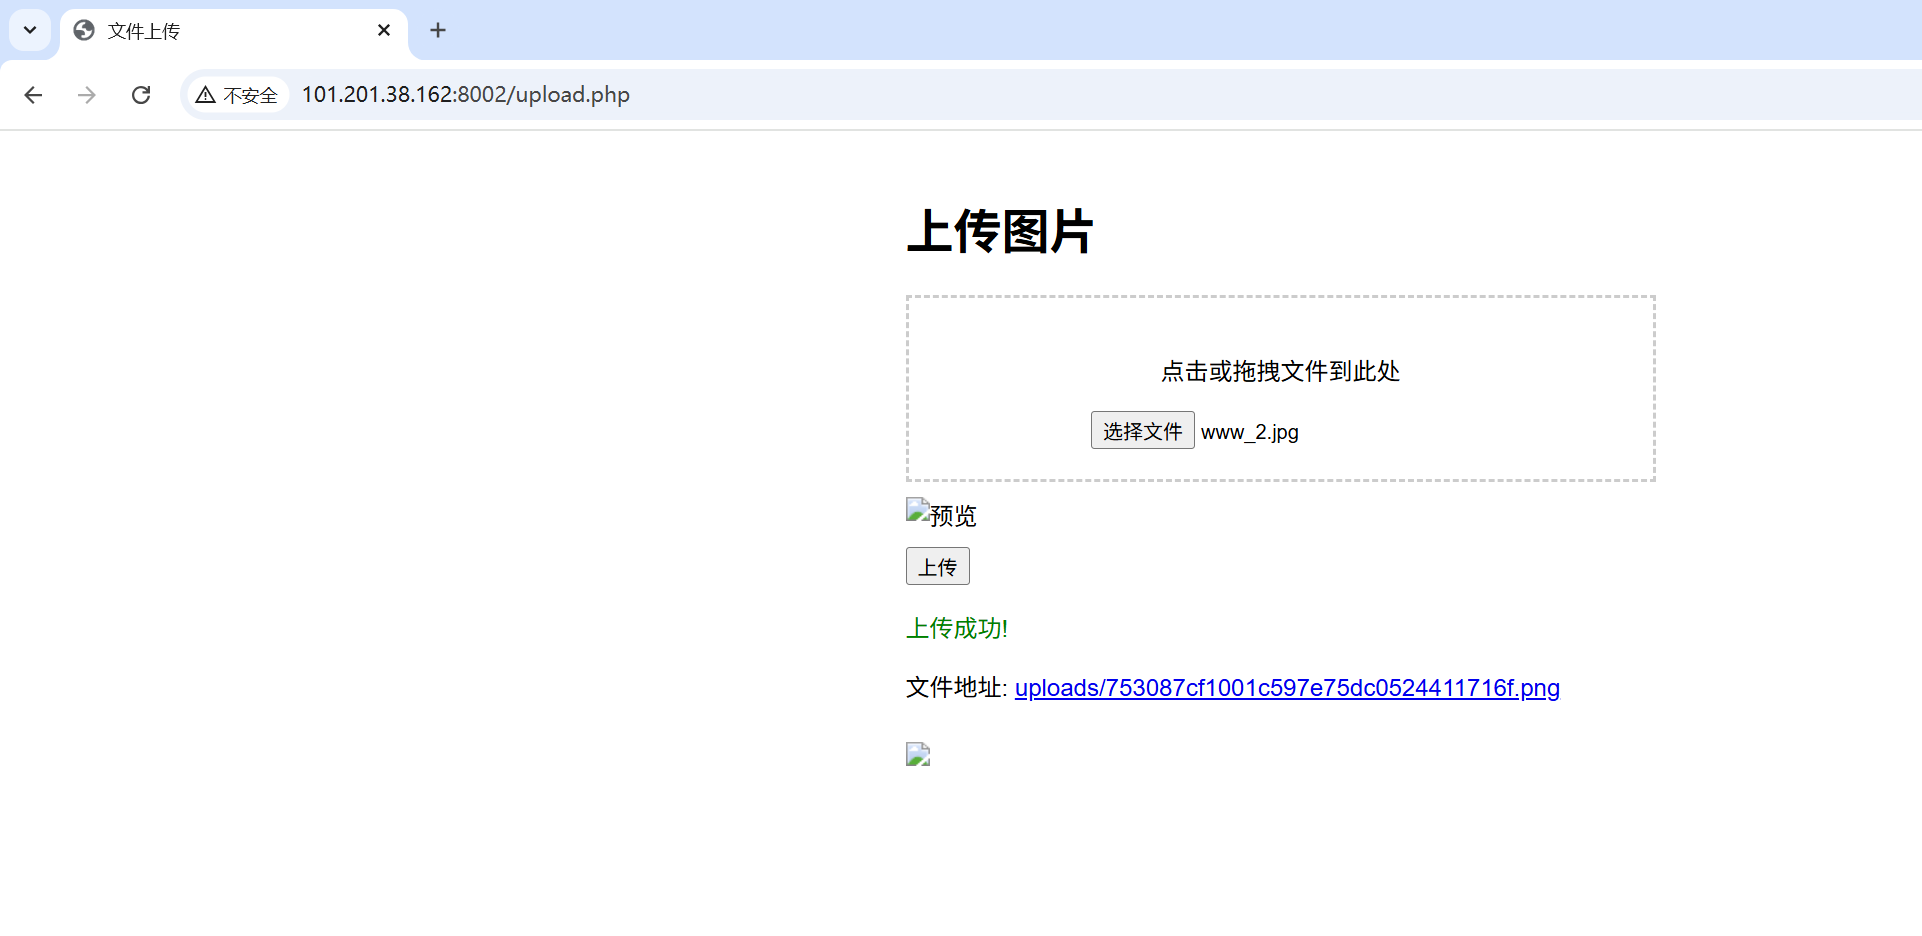 文件上传
不安全
101.201.38.162:8002/upload.php
上传图片
点击或拖拽文件到此处
选择文件 www_2.jpg
预览
上传
上传成功!
文件地址: uploads/753087cf1001c597e75dc0524411716f.png